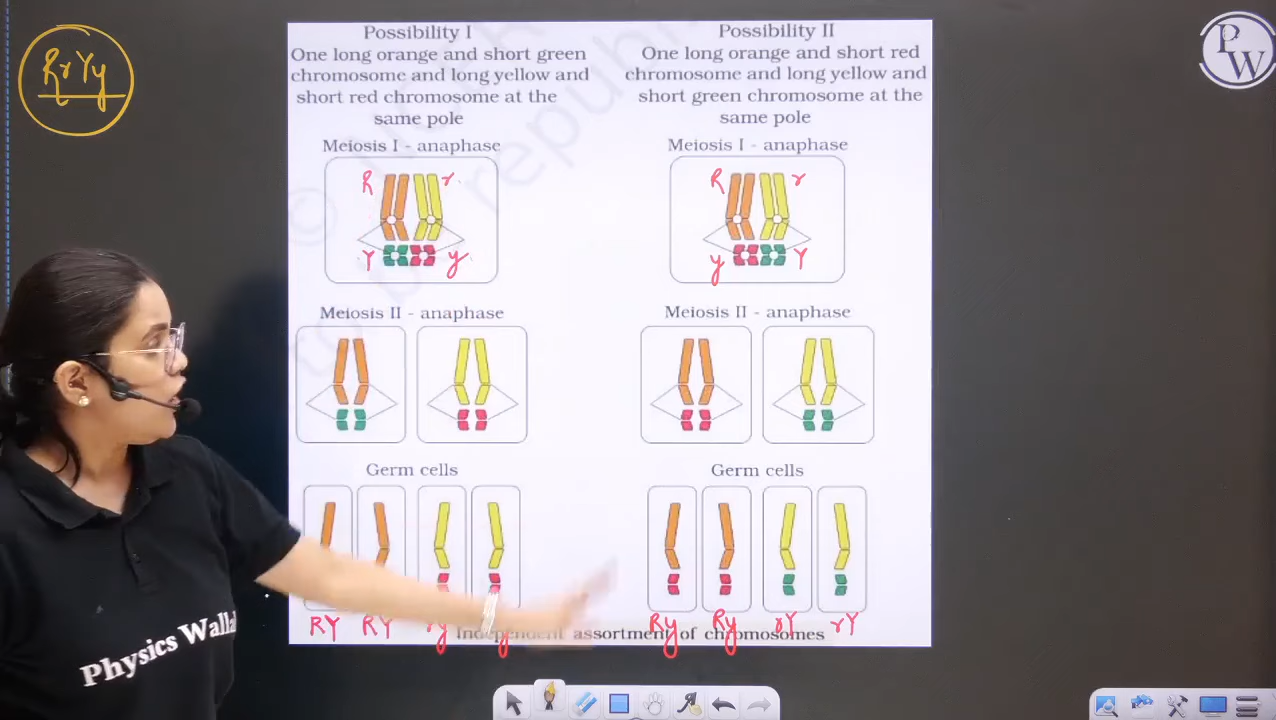 RrYy
PW
Possibility I
One long orange and short green
chromosome and long yellow and
short red chromosome at the
same pole
Meiosis I - anaphase
R r
Y y
Meiosis II - anaphase
Germ cells
RY RY ry y
Possibility II
One long orange and short red
chromosome and long yellow and
short green chromosome at the
same pole
Meiosis I - anaphase
R r
y Y
Meiosis II - anaphase
Germ cells
Ry Ry rY rY
Independent assortment of chromosomes
Physics Walla